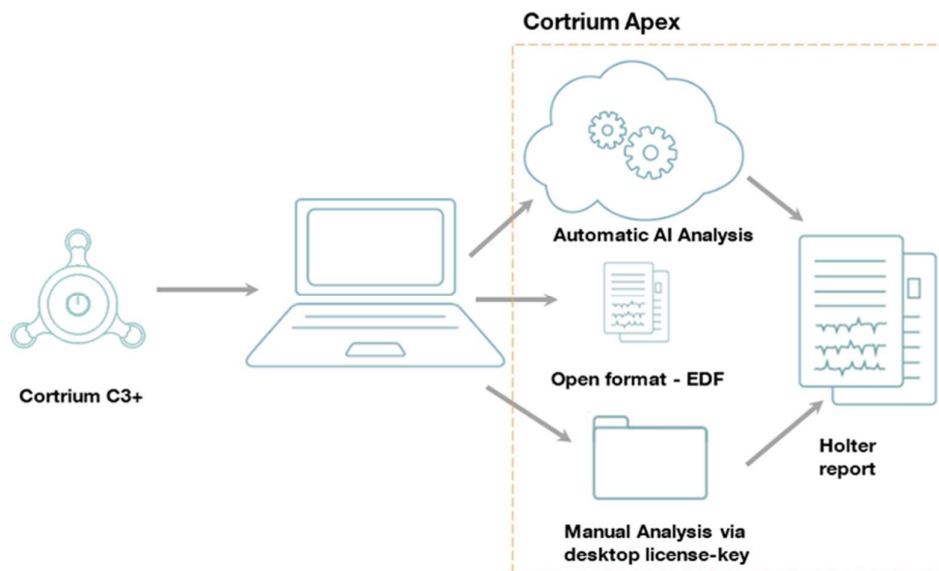 Cortrium Apex
Automatic AI Analysis
Cortrium C3+
Open format - EDF
Manual Analysis via
desktop license-key
Holter
report